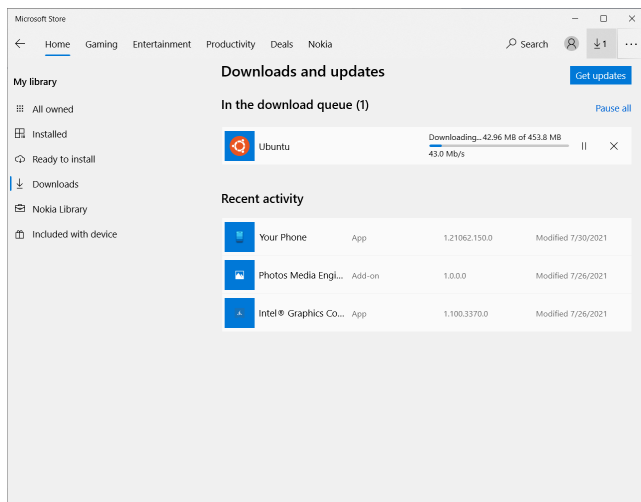 Microsoft Store
Home Gaming Entertainment Productivity Deals Nokia Search 1
My library
All owned
Installed
Ready to install
Downloads
Nokia Library
Included with device
Downloads and updates
Get updates
In the download queue (1)
Pause all
Ubuntu
Downloading...42.96 MB of 453.8 MB
43.0 Mb/s
Recent activity
Your Phone App 1.21062.150.0 Modified 7/30/2021
Photos Media Engi... Add-on 1.0.0.0 Modified 7/26/2021
Intel® Graphics Co... App 1.100.3370.0 Modified 7/26/2021